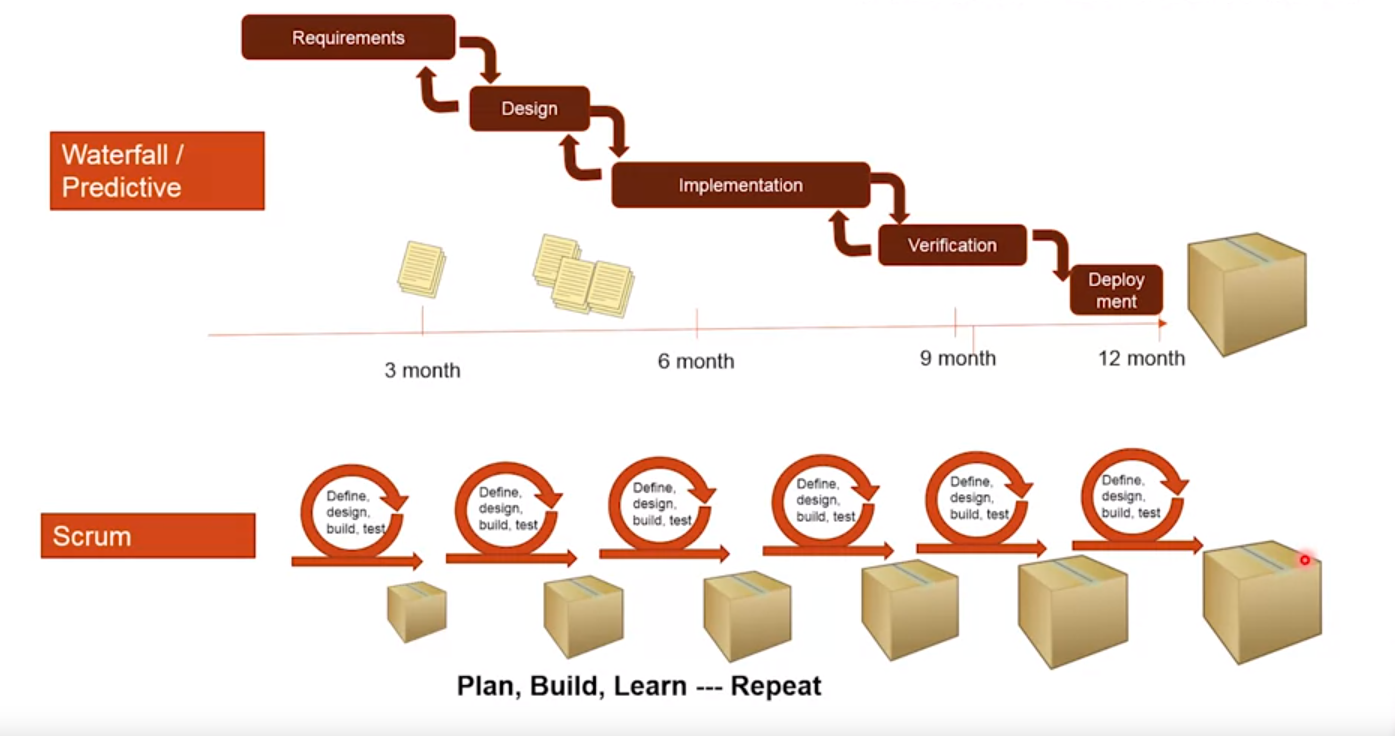 Requirements
Design
Waterfall /
Predictive
Implementation
Verification
Deploy
ment
3 month
6 month
9 month
12 month
Scrum
Define,
design,
build, test
Define,
design,
build, test
Define,
design,
build, test
Define,
design,
build, test
Define,
design,
build, test
Define,
design,
build, test
Plan, Build, Learn --- Repeat